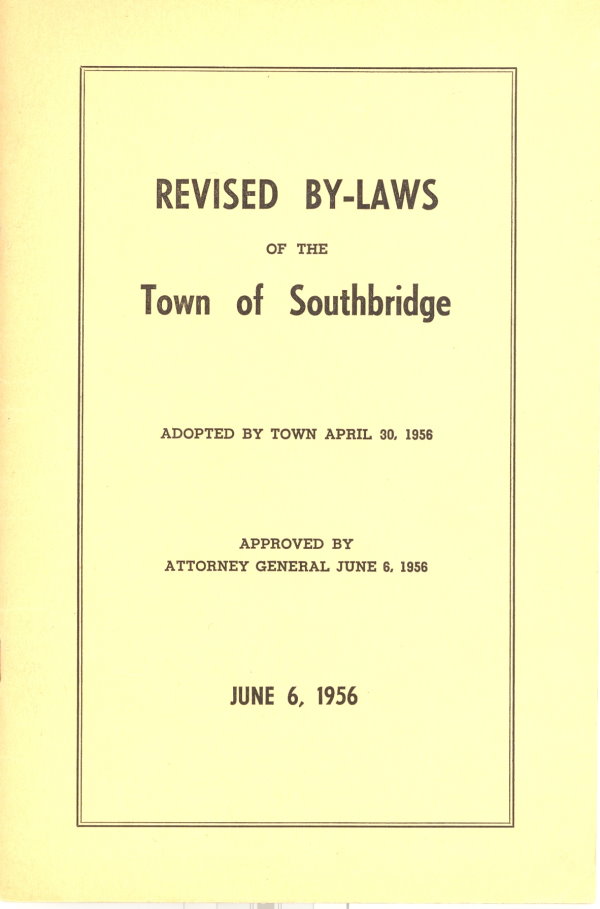 REVISED BY-LAWS
OF THE
Town of Southbridge
ADOPTED BY TOWN APRIL 30, 1956
APPROVED BY
ATTORNEY GENERAL JUNE 6, 1956
JUNE 6, 1956